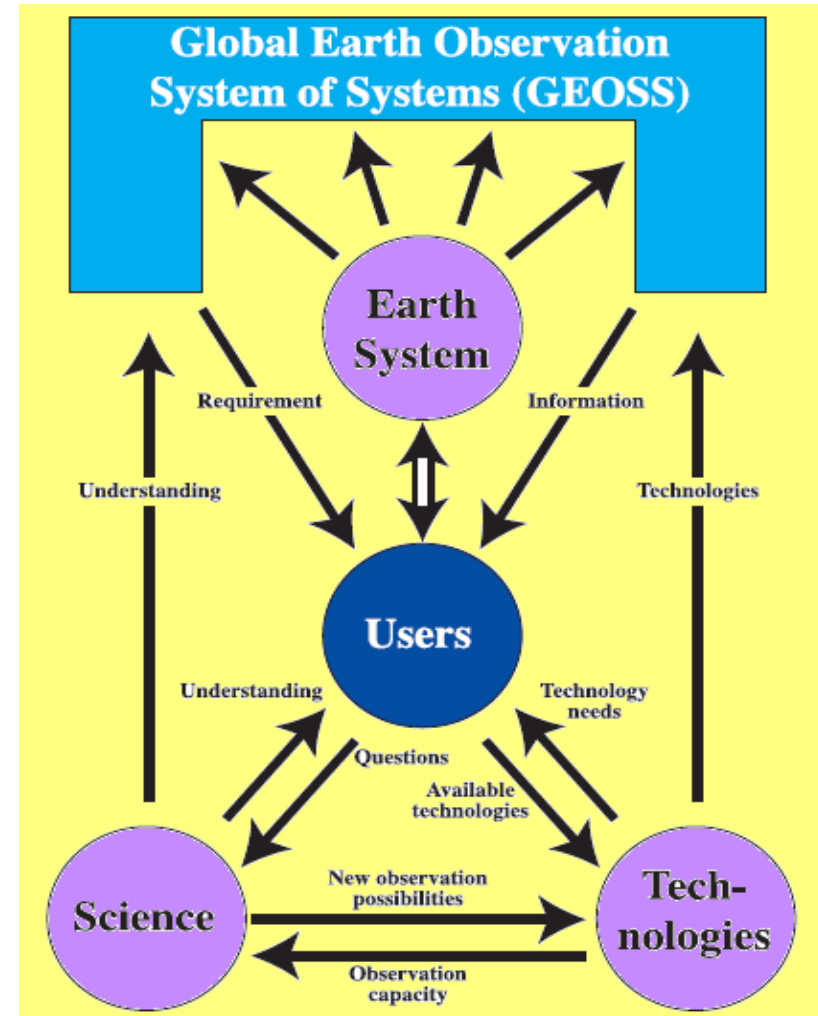 Global Earth Observation
System of Systems (GEOSS)
Earth
System
Requirement
Information
Understanding
Technologies
Users
Understanding
Technology
needs
Questions
Available
technologies
New observation
possibilities
Science
Tech-
nologies
Observation
capacity